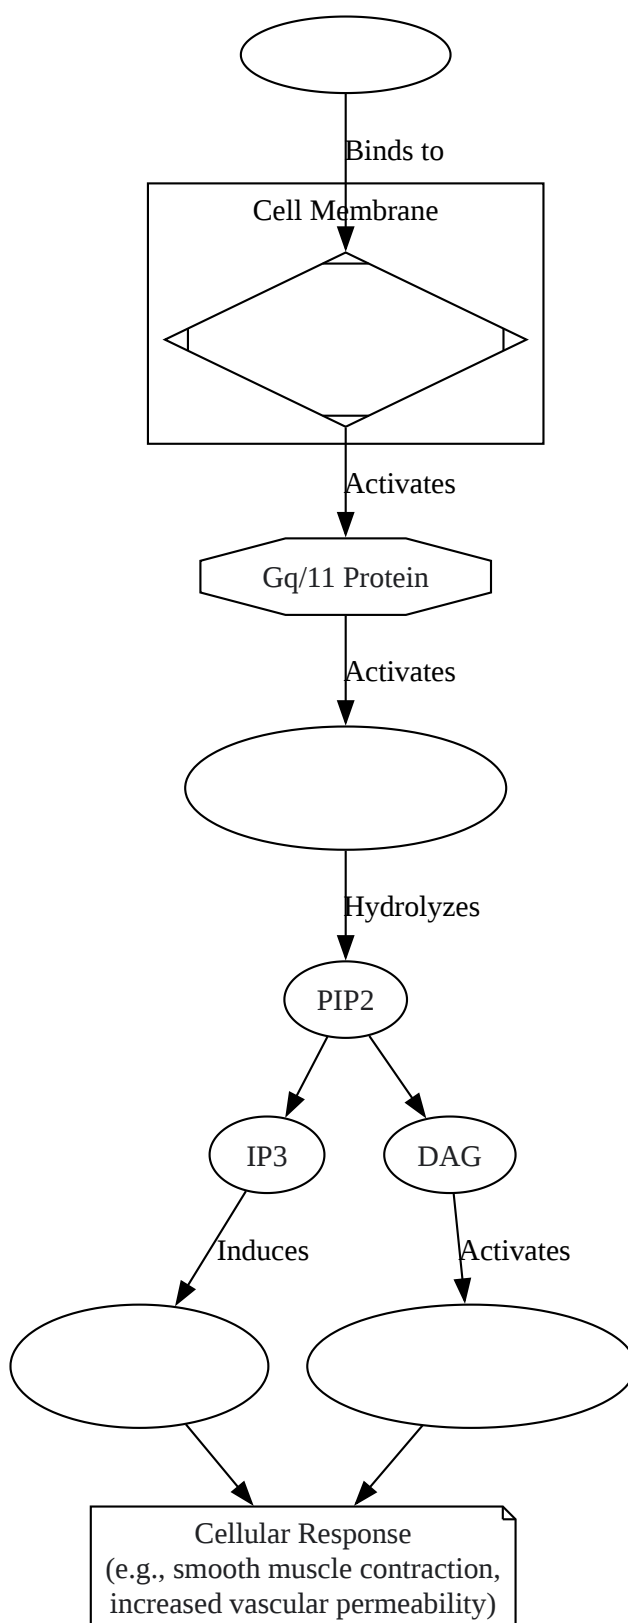 Binds to
Cell Membrane
Activates
Gq/11 Protein
Activates
Hydrolyzes
PIP2
IP3
DAG
Induces
Activates
Cellular Response
(e.g., smooth muscle contraction,
increased vascular permeability)